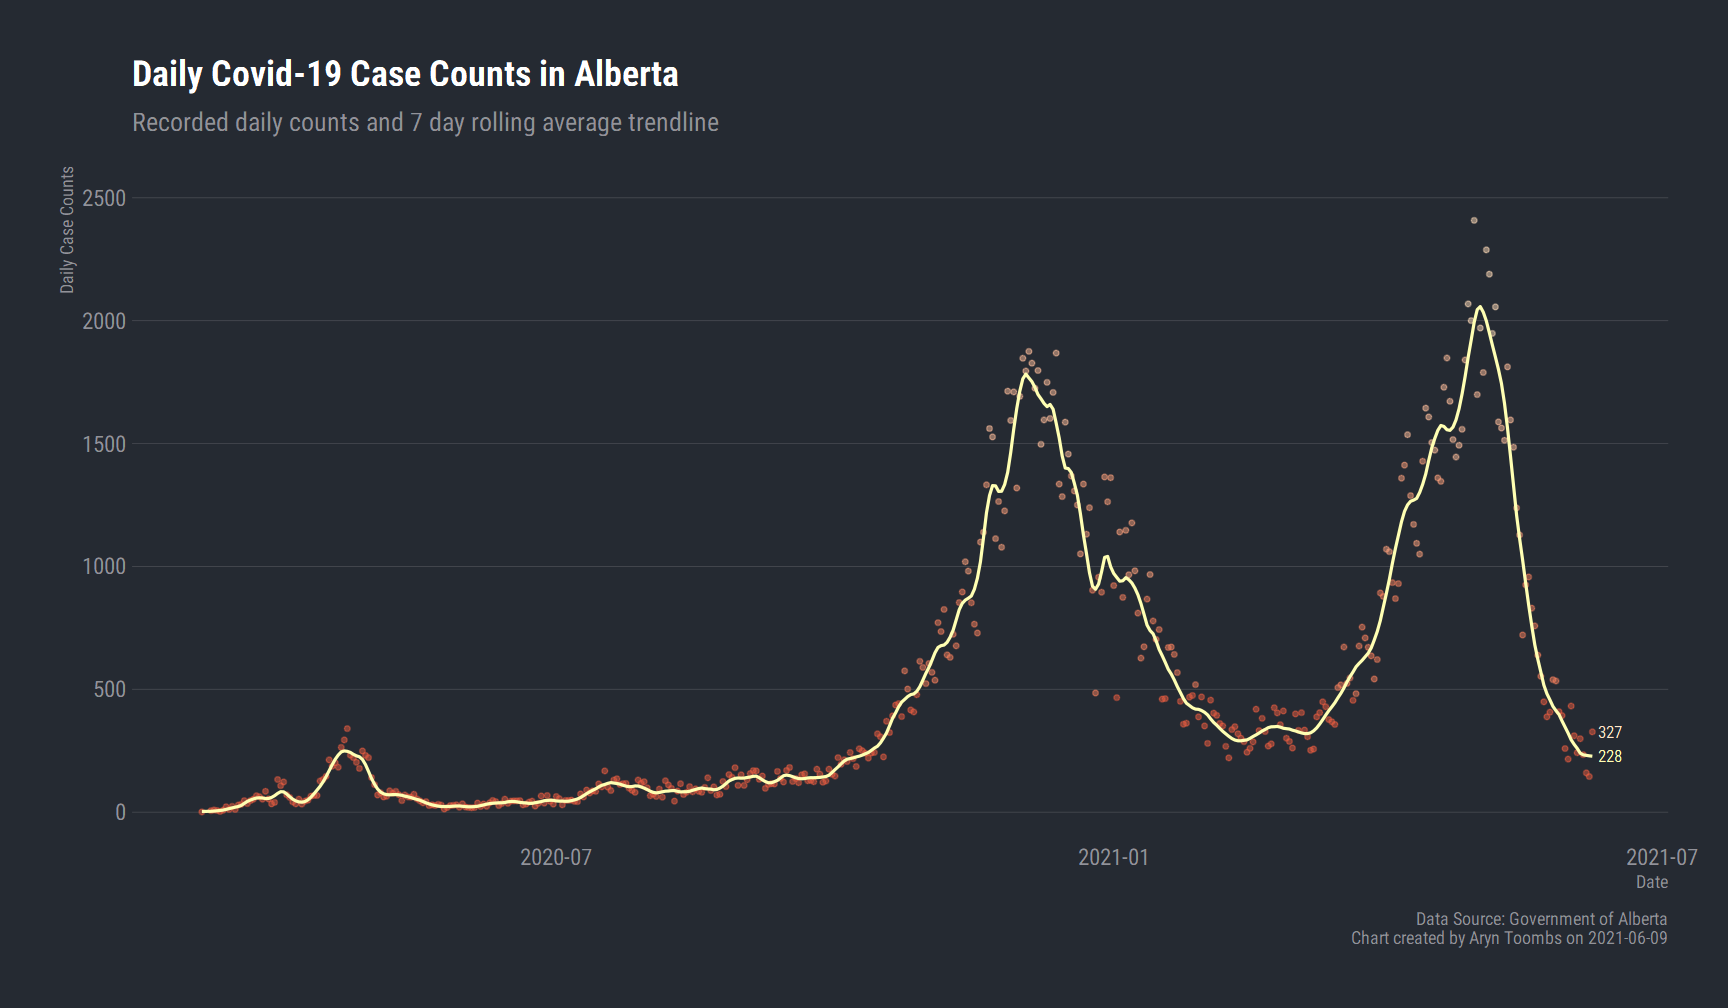 Daily Covid-19 Case Counts in Alberta
Recorded daily counts and 7 day rolling average trendline
Daily Case Counts
2500
2000
1500
1000
500
0
327
228
2020-07
2021-01
2021-07
Date
Data Source: Government of Alberta
Chart created by Aryn Toombs on 2021-06-09